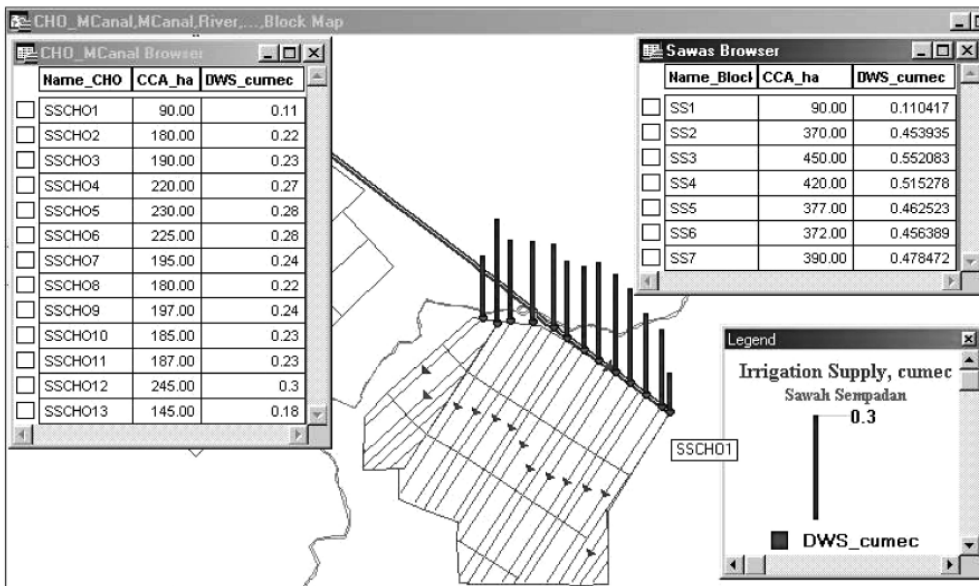 CHO_MCanal,MCanal,River,...,Block Map
CHO_MCanal Browser
Name_CHO CCA_ha DWS_cumec
SSCHO1 90.00 0.11
SSCHO2 180.00 0.22
SSCHO3 190.00 0.23
SSCHO4 220.00 0.27
SSCHO5 230.00 0.28
SSCHO6 225.00 0.28
SSCHO7 195.00 0.24
SSCHO8 180.00 0.22
SSCHO9 197.00 0.24
SSCHO10 185.00 0.23
SSCHO11 187.00 0.23
SSCHO12 245.00 0.3
SSCHO13 145.00 0.18
Sawas Browser
Name_Block CCA_ha DWS_cumec
SS1 90.00 0.110417
SS2 370.00 0.453935
SS3 450.00 0.552083
SS4 420.00 0.515278
SS5 377.00 0.462523
SS6 372.00 0.456389
SS7 390.00 0.478472
SSCHO1
Legend
Irrigation Supply, cumec
Sawah Sempadan
0.3
DWS_cumec